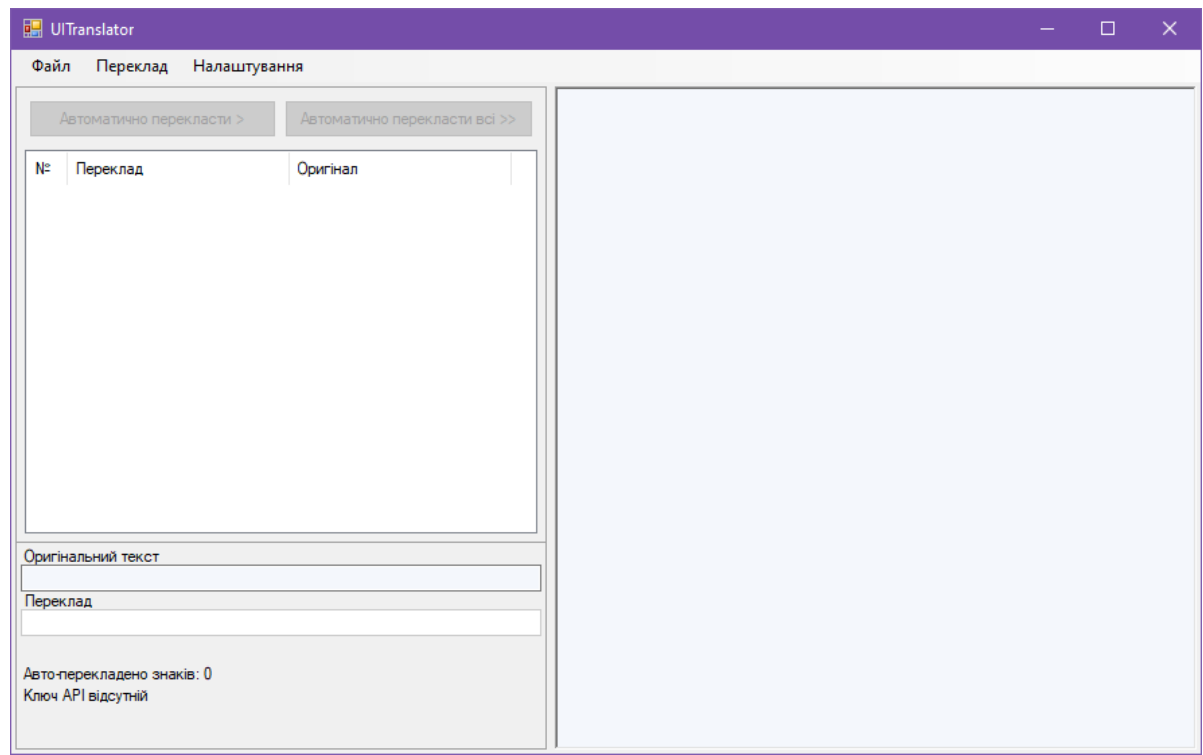 UITranslator
Файл Переклад Налаштування
Автоматично перекласти > Автоматично перекласти всі >>
№ Переклад Оригінал
Оригінальний текст
Переклад
Авто-перекладено знаків: 0
Ключ API відсутній